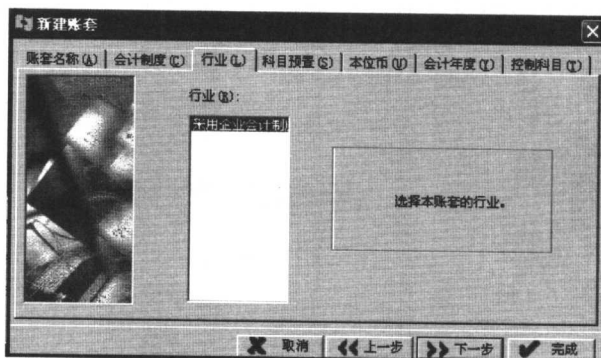 新建账套
账套名称(A) 会计制度(C) 行业(L) 科目预置(S) 本位币(U) 会计年度(Y) 控制科目(T)
行业(B):
采用企业会计制
选择本账套的行业。
取消 上一步 下一步 完成